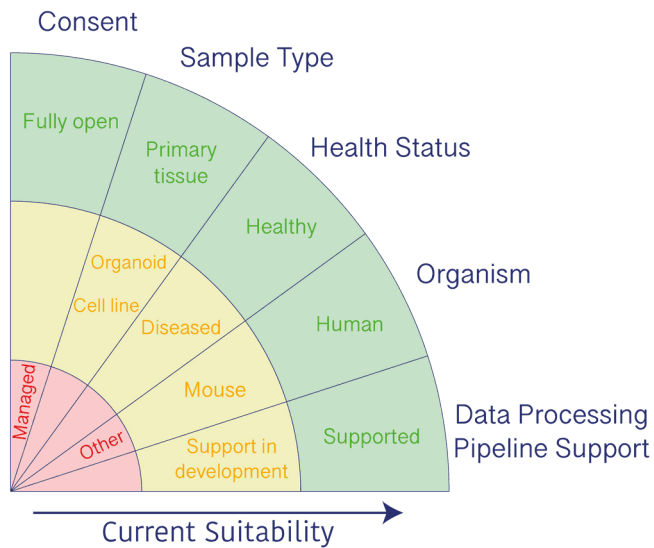 Consent
Sample Type
Health Status
Organism
Data Processing
Pipeline Support
Fully open
Primary
tissue
Healthy
Human
Supported
Organoid
Cell line
Diseased
Mouse
Support in
development
Managed
Other
Current Suitability